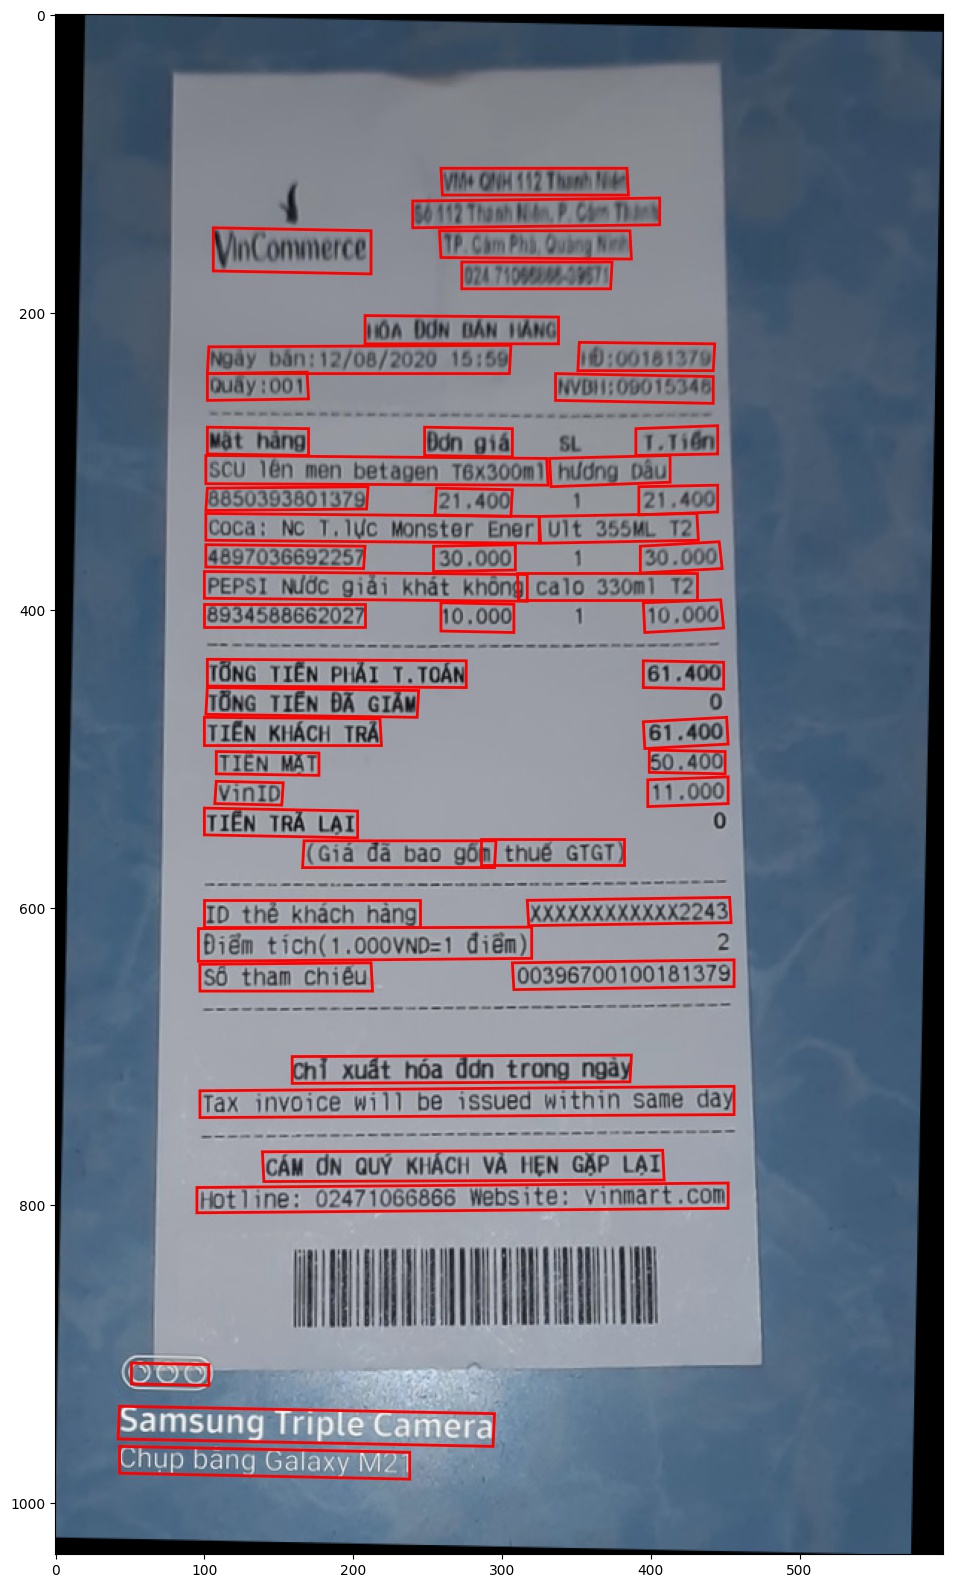 VM+ QNH 112 Thanh Niên
Số 112 Thanh Niên, P. Cẩm Thành
VinCommerce
TP. Cẩm Phả, Quảng Ninh
024 71066866-39671
HÓA ĐƠN BÁN HÀNG
Ngày bán:12/08/2020 15:59 HĐ:00181379
Quầy:001 NVBH:09015348
Mặt hàng Đơn giá SL T.Tiền
SCU lên men betagen T6x300ml hương Dâu
8850393801379 21.400 1 21.400
Coca: NC T.lực Monster Ener Ult 355ML T2
4897036692257 30.000 1 30.000
PEPSI Nước giải khát không calo 330ml T2
8934588662027 10.000 1 10.000
TỔNG TIỀN PHẢI T.TOÁN 61.400
TỔNG TIỀN ĐÃ GIẢM 0
TIỀN KHÁCH TRẢ 61.400
TIỀN MẶT 50.400
VinID 11.000
TIỀN TRẢ LẠI 0
(Giá đã bao gồm thuế GTGT)
ID thẻ khách hàng XXXXXXXXXXXX2243
Điểm tích(1.000VND=1 điểm) 2
Số tham chiếu 00396700100181379
Chỉ xuất hóa đơn trong ngày
Tax invoice will be issued within same day
CẢM ƠN QUÝ KHÁCH VÀ HẸN GẶP LẠI
Hotline: 02471066866 Website: vinmart.com
Samsung Triple Camera
Chụp bằng Galaxy M21
0
200
400
600
800
1000
0 100 200 300 400 500